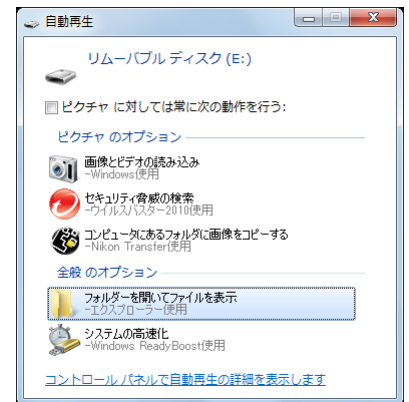 自動再生
リムーバブル ディスク (E:)
ピクチャ に対しては常に次の動作を行う:
ピクチャ のオプション
画像とビデオの読み込み
-Windows使用
セキュリティ脅威の検索
-ウイルスバスター2010使用
コンピュータにあるフォルダに画像をコピーする
-Nikon Transfer使用
全般 のオプション
フォルダーを開いてファイルを表示
-エクスプローラー使用
システムの高速化
-Windows ReadyBoost使用
コントロール パネルで自動再生の詳細を表示します